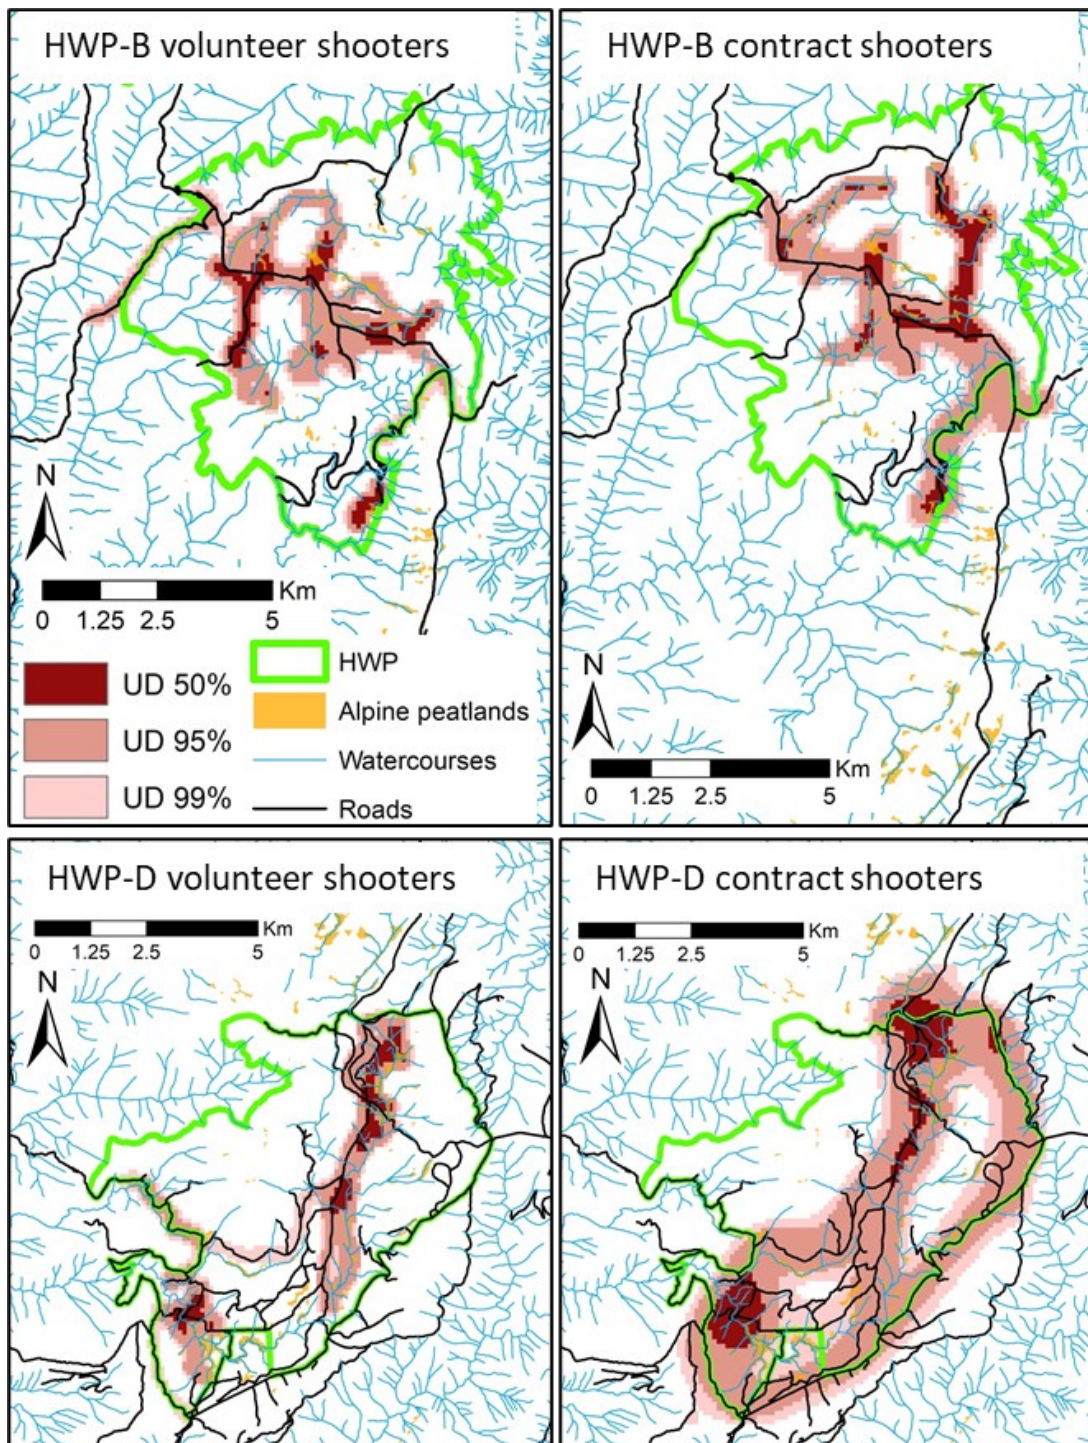 HWP-B volunteer shooters
N
Km
0 1.25 2.5 5
UD 50%
UD 95%
UD 99%
HWP
Alpine peatlands
Watercourses
Roads
HWP-B contract shooters
N
Km
0 1.25 2.5 5
HWP-D volunteer shooters
Km
0 1.25 2.5 5
N
HWP-D contract shooters
Km
0 1.25 2.5 5
N